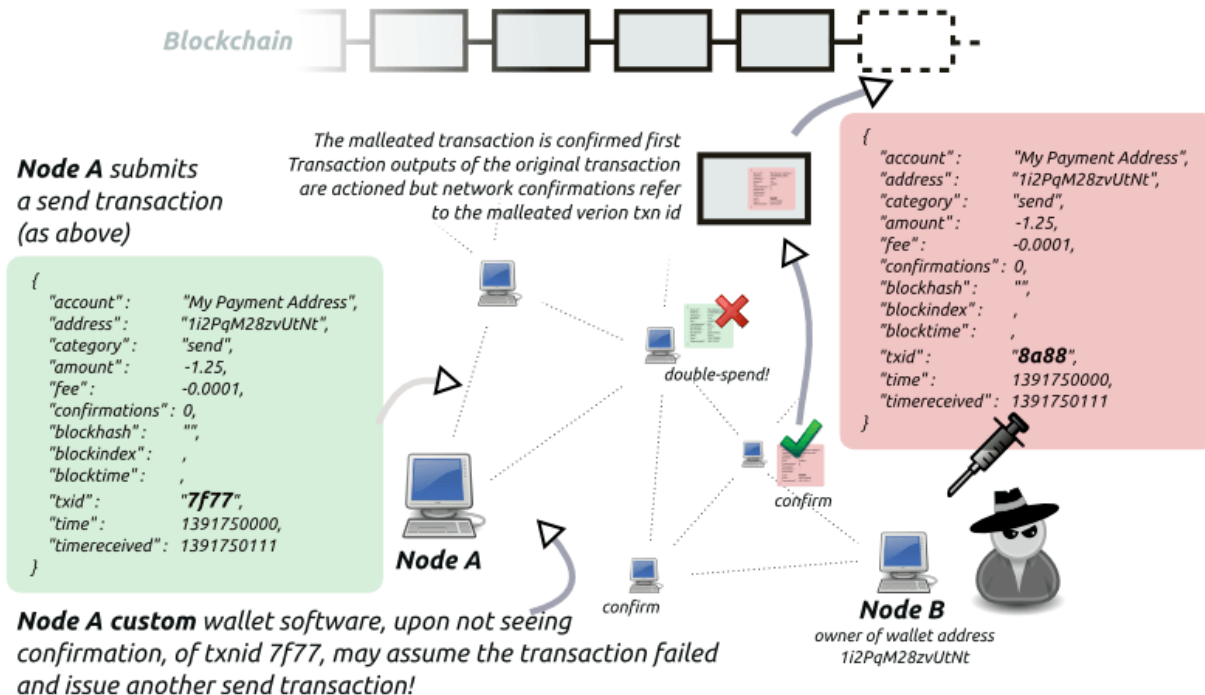 Blockchain
The malleated transaction is confirmed first
Transaction outputs of the original transaction
are actioned but network confirmations refer
to the malleated verion txn id
Node A submits
a send transaction
(as above)
{
"account" : "My Payment Address",
"address" : "1i2PqM28zvUtNt",
"category" : "send",
"amount" : -1.25,
"fee" : -0.0001,
"confirmations" : 0,
"blockhash" : "",
"blockindex" : ,
"blocktime" : ,
"txid" : "7f77",
"time" : 1391750000,
"timereceived" : 1391750111
}
{
"account" : "My Payment Address",
"address" : "1i2PqM28zvUtNt",
"category" : "send",
"amount" : -1.25,
"fee" : -0.0001,
"confirmations" : 0,
"blockhash" : "",
"blockindex" : ,
"blocktime" : ,
"txid" : "8a88",
"time" : 1391750000,
"timereceived" : 1391750111
}
double-spend!
confirm
Node A
confirm
Node B
owner of wallet address
1i2PqM28zvUtNt
Node A custom wallet software, upon not seeing
confirmation, of txnid 7f77, may assume the transaction failed
and issue another send transaction!